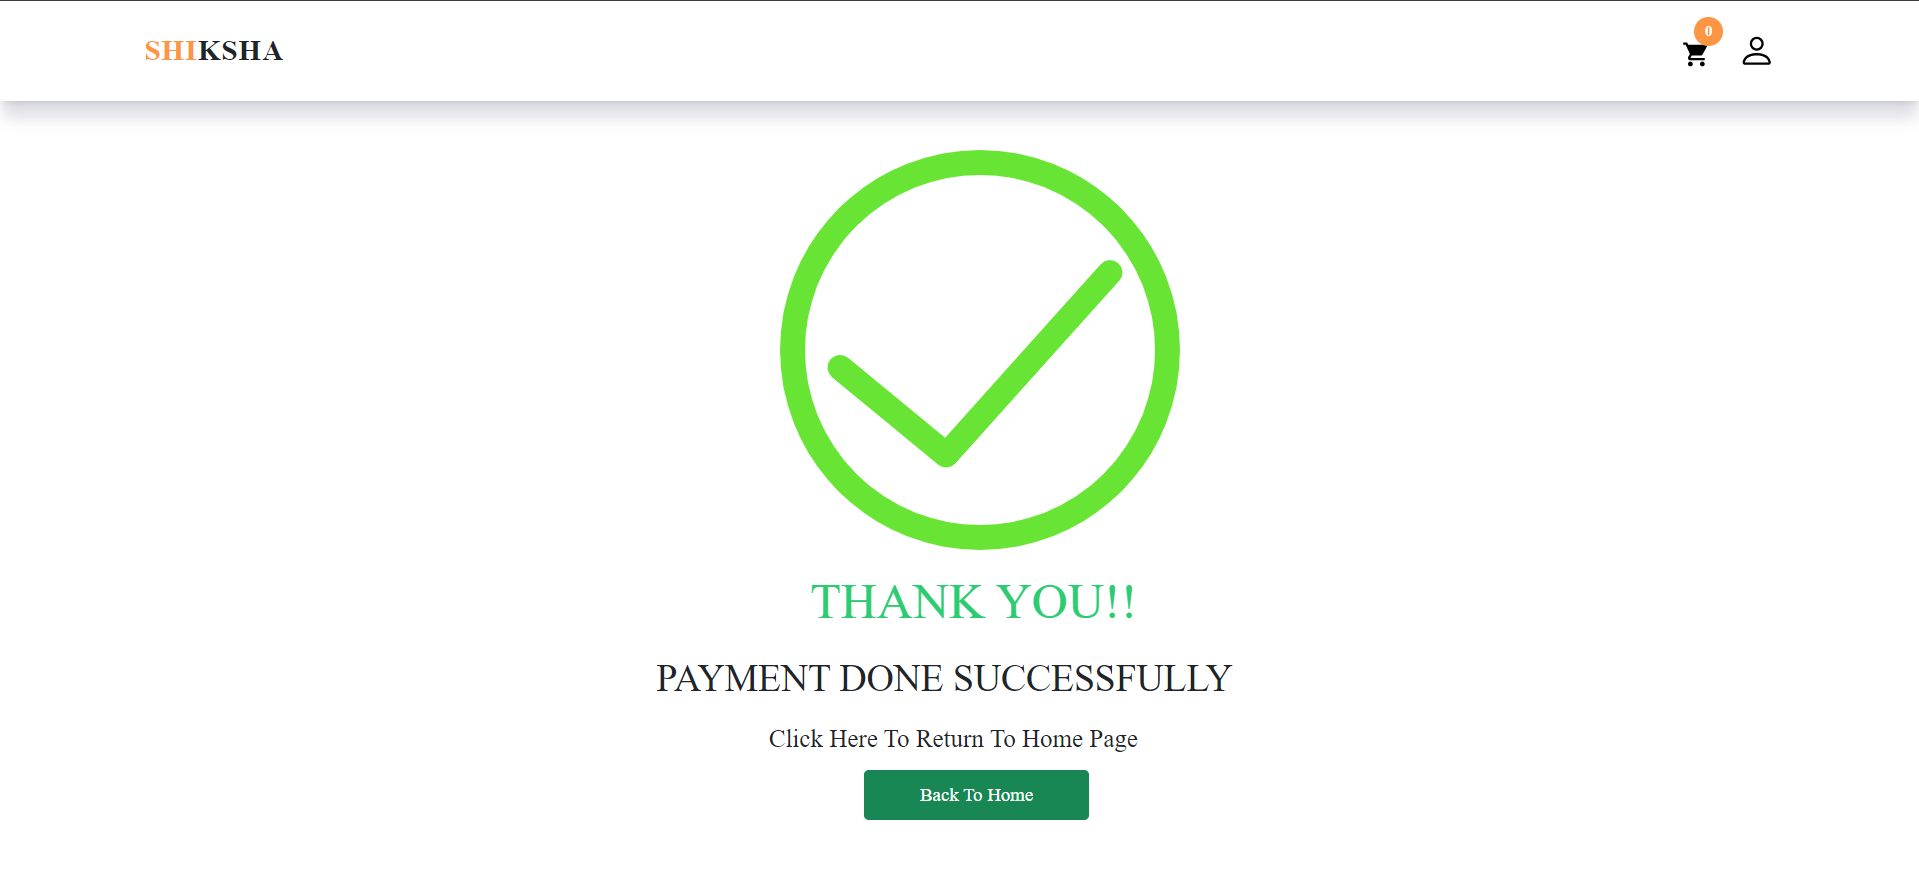 SHIKSHA
0
THANK YOU!!
PAYMENT DONE SUCCESSFULLY
Click Here To Return To Home Page
Back To Home